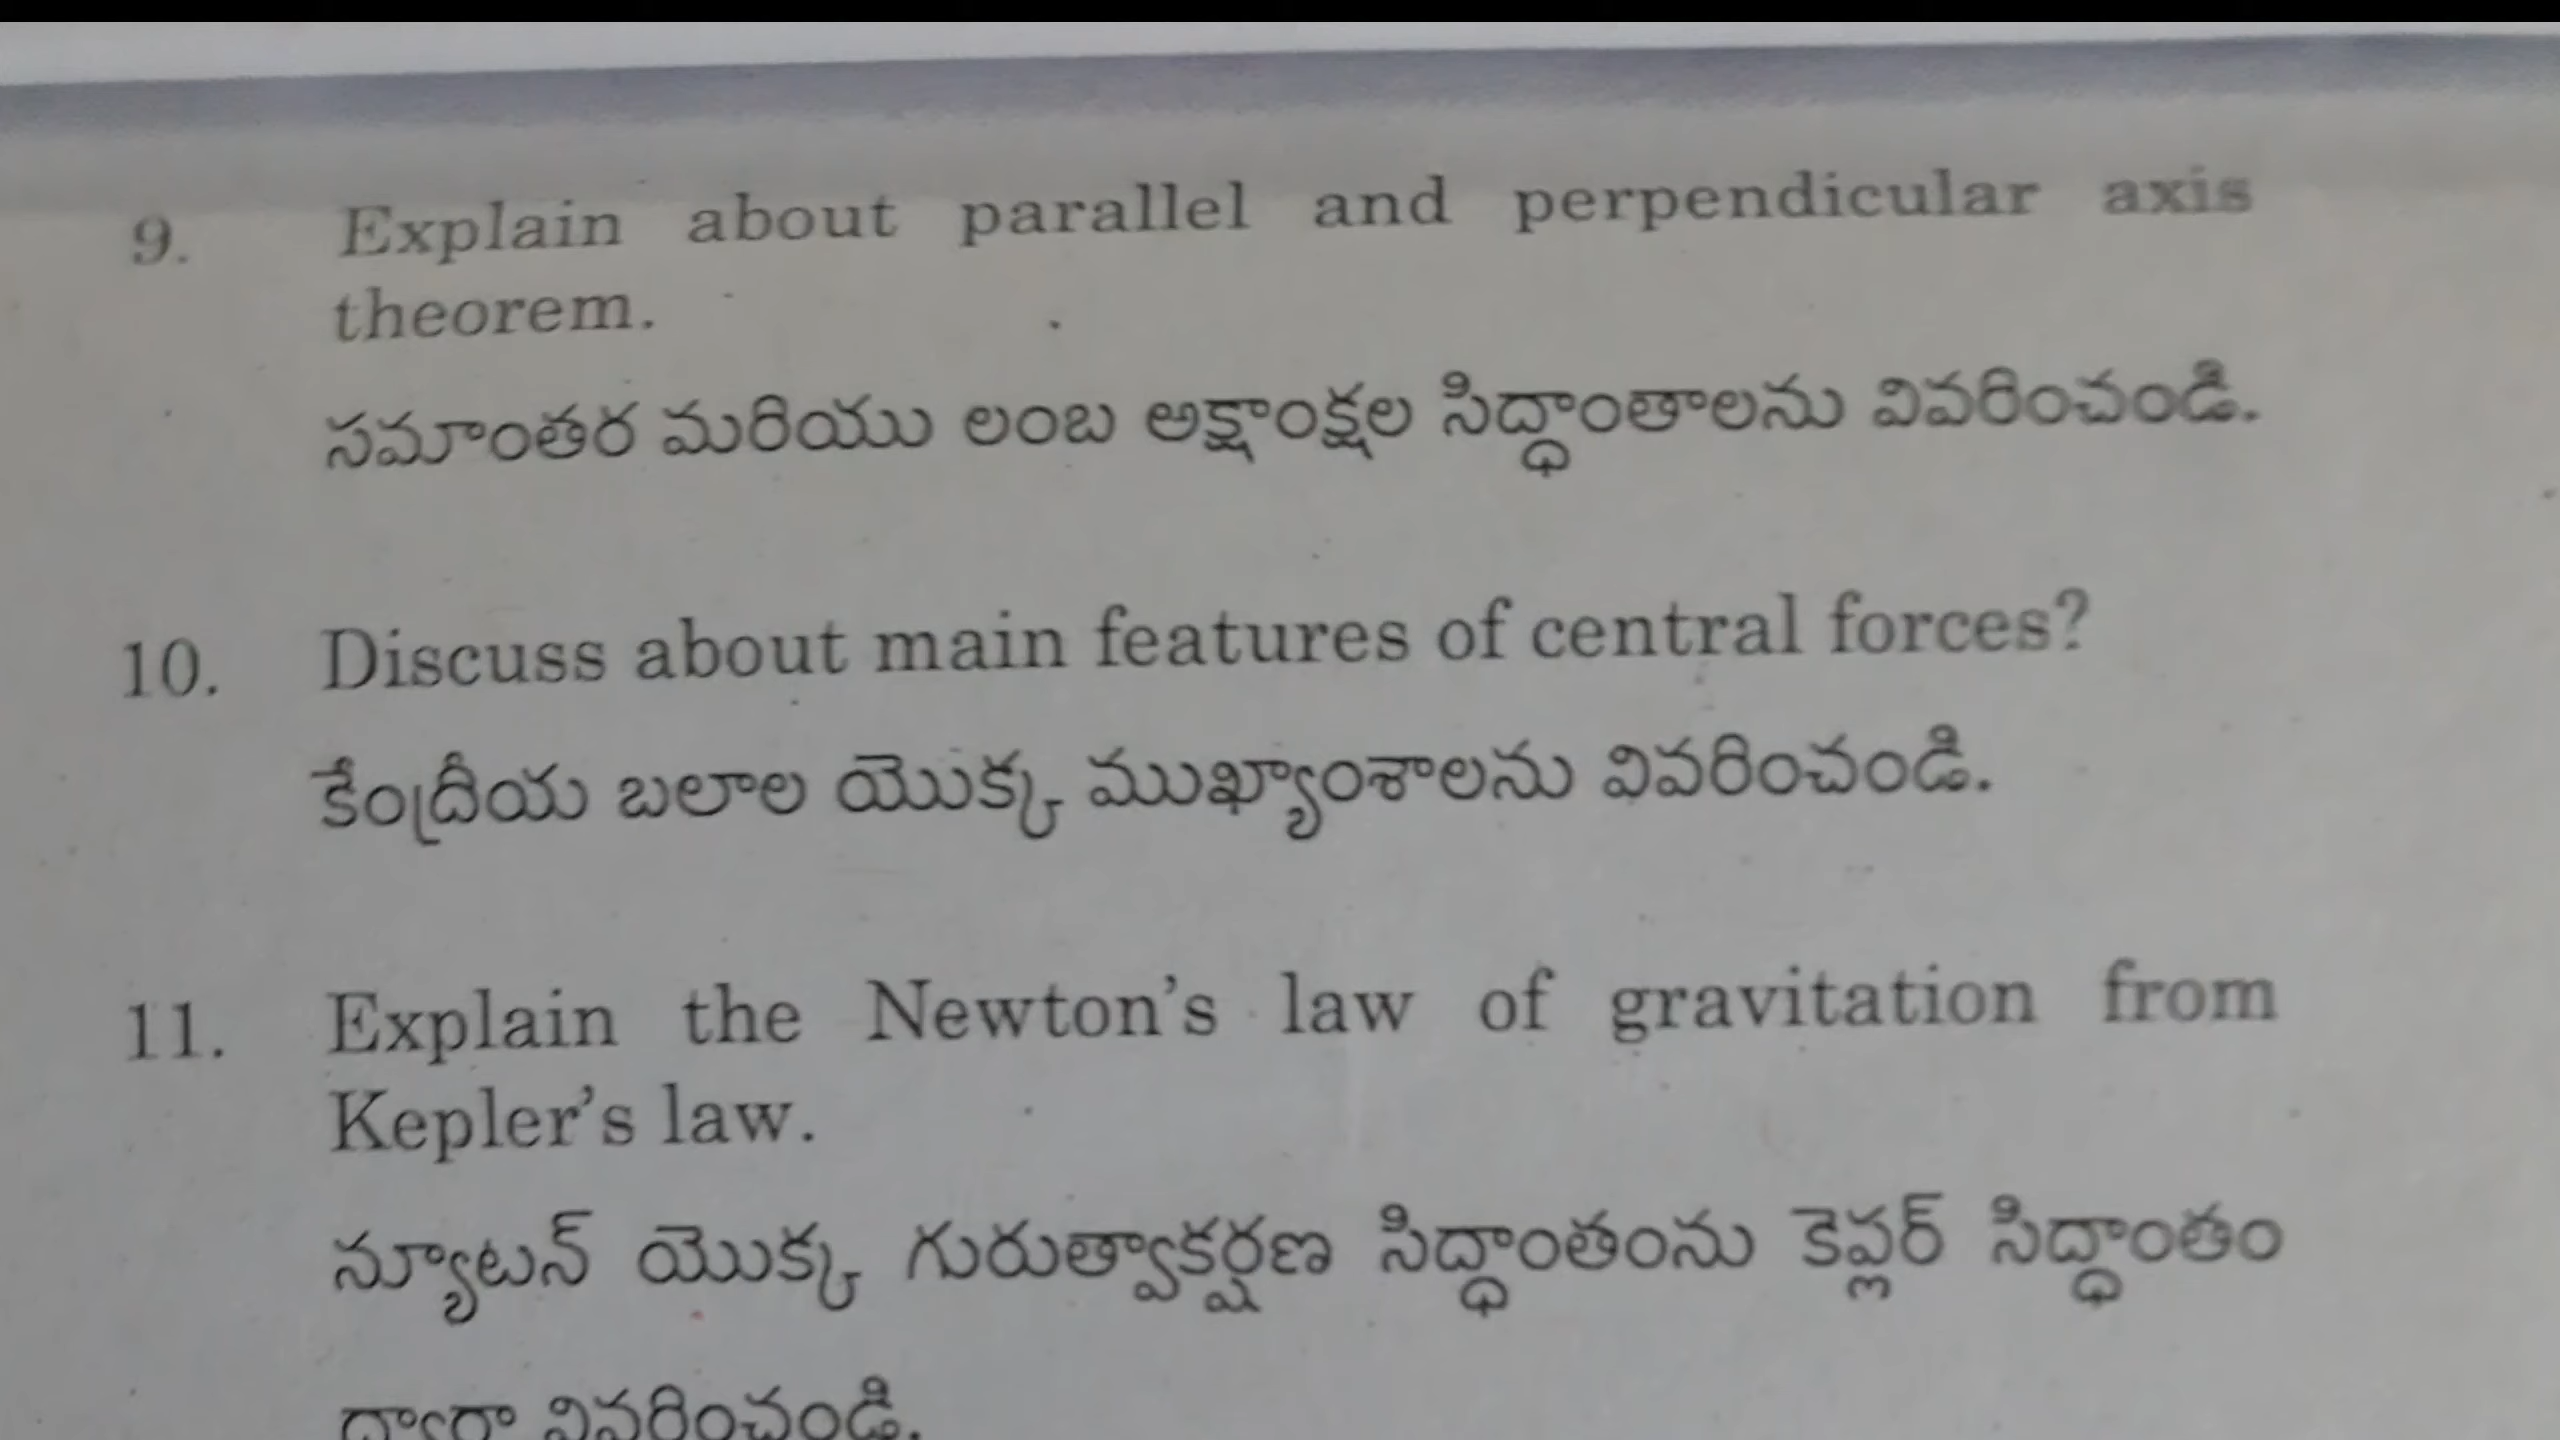 9. Explain about parallel and perpendicular axis
theorem.
సమాంతర మరియు లంబ అక్షాంక్షల సిద్ధాంతాలను వివరించండి.
10. Discuss about main features of central forces?
కేంద్రీయ బలాల యొక్క ముఖ్యాంశాలను వివరించండి.
11. Explain the Newton's law of gravitation from
Kepler's law.
న్యూటన్ యొక్క గురుత్వాకర్షణ సిద్ధాంతంను కెప్లర్ సిద్ధాంతం
ద్వారా వివరించండి.